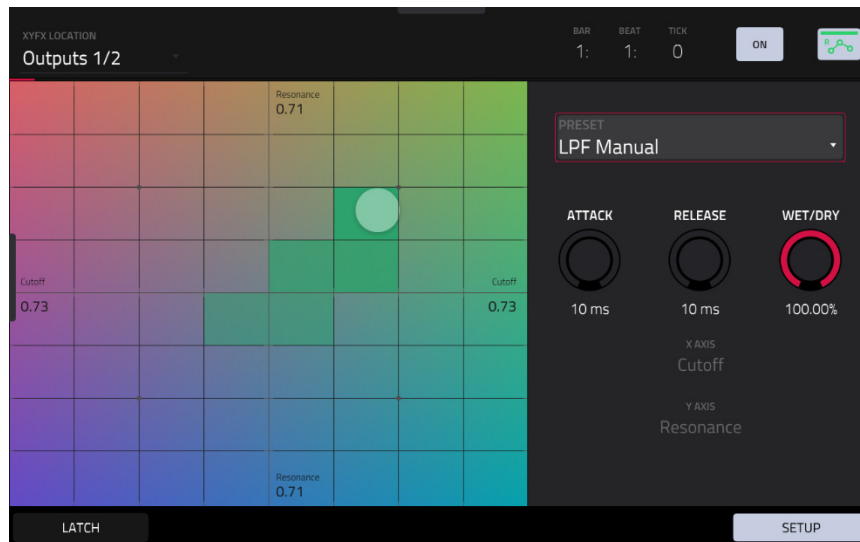 XYFX LOCATION
Outputs 1/2
BAR BEAT TICK
1: 1: 0
ON
R
Resonance
0.71
PRESET
LPF Manual
ATTACK RELEASE WET/DRY
Cutoff Cutoff
0.73 0.73
10 ms 10 ms 100.00%
X AXIS
Cutoff
Y AXIS
Resonance
Resonance
0.71
LATCH SETUP